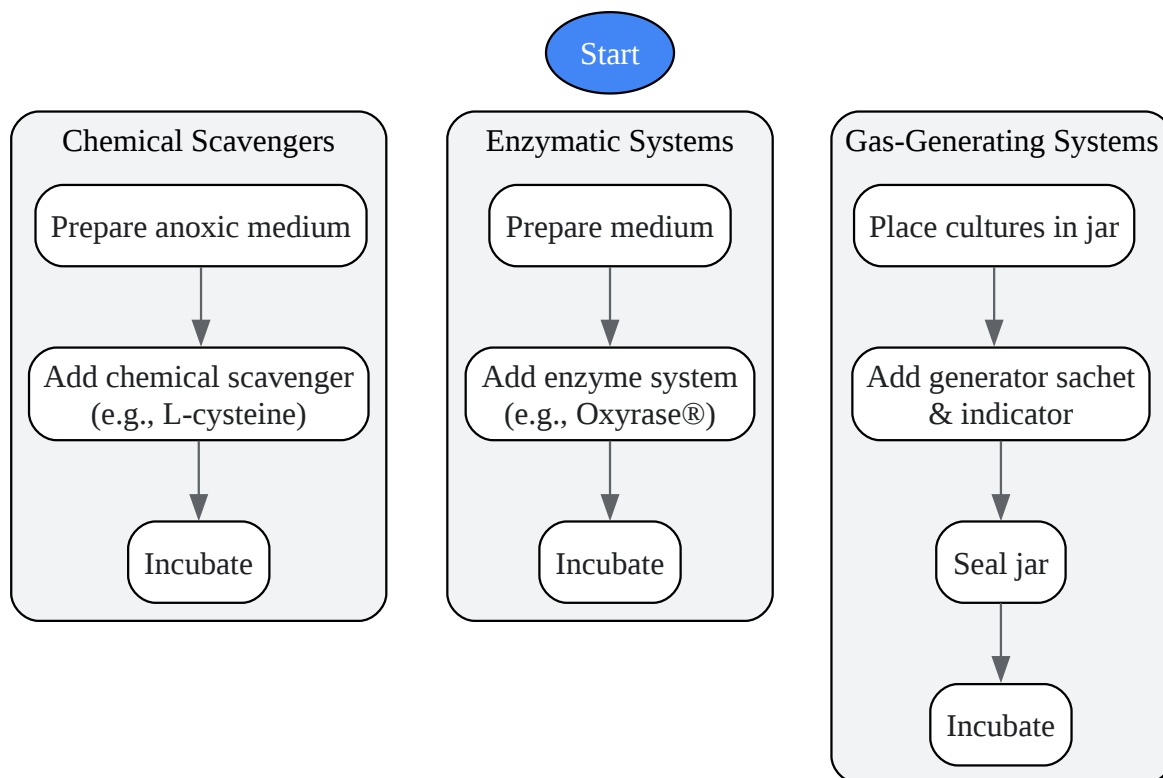 Start
Chemical Scavengers
Prepare anoxic medium
Add chemical scavenger
(e.g., L-cysteine)
Incubate
Enzymatic Systems
Prepare medium
Add enzyme system
(e.g., Oxyrase®)
Incubate
Gas-Generating Systems
Place cultures in jar
Add generator sachet
& indicator
Seal jar
Incubate